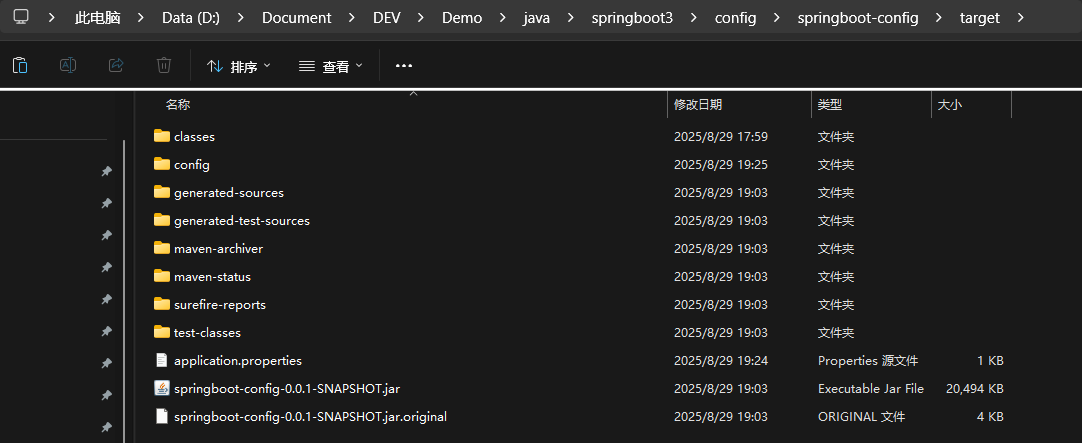 此电脑 > Data (D:) > Document > DEV > Demo > java > springboot3 > config > springboot-config > target >
排序 查看
名称 修改日期 类型 大小
classes 2025/8/29 17:59 文件夹
config 2025/8/29 19:25 文件夹
generated-sources 2025/8/29 19:03 文件夹
generated-test-sources 2025/8/29 19:03 文件夹
maven-archiver 2025/8/29 19:03 文件夹
maven-status 2025/8/29 19:03 文件夹
surefire-reports 2025/8/29 19:03 文件夹
test-classes 2025/8/29 19:03 文件夹
application.properties 2025/8/29 19:24 Properties 源文件 1 KB
springboot-config-0.0.1-SNAPSHOT.jar 2025/8/29 19:03 Executable Jar File 20,494 KB
springboot-config-0.0.1-SNAPSHOT.jar.original 2025/8/29 19:03 ORIGINAL 文件 4 KB